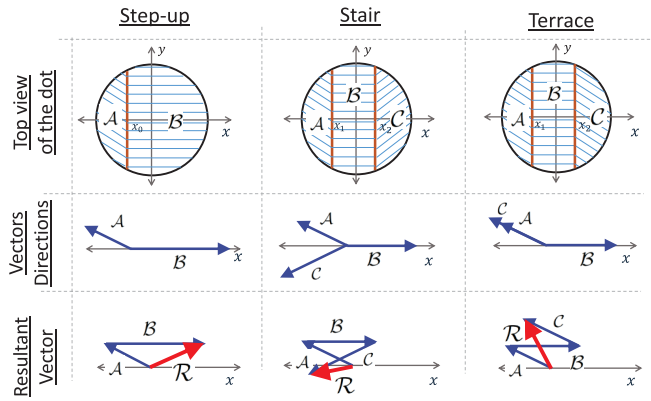 Step-up
Stair
Terrace
Top view
of the dot
y
A
x₀
B
x
y
B
A
x₁
x₂
C
x
y
B
A
x₁
x₂
C
x
Vectors
Directions
A
B
x
A
C
B
x
C
A
B
x
Resultant
Vector
B
A
R
x
B
A
C
R
x
R
C
A
B
x